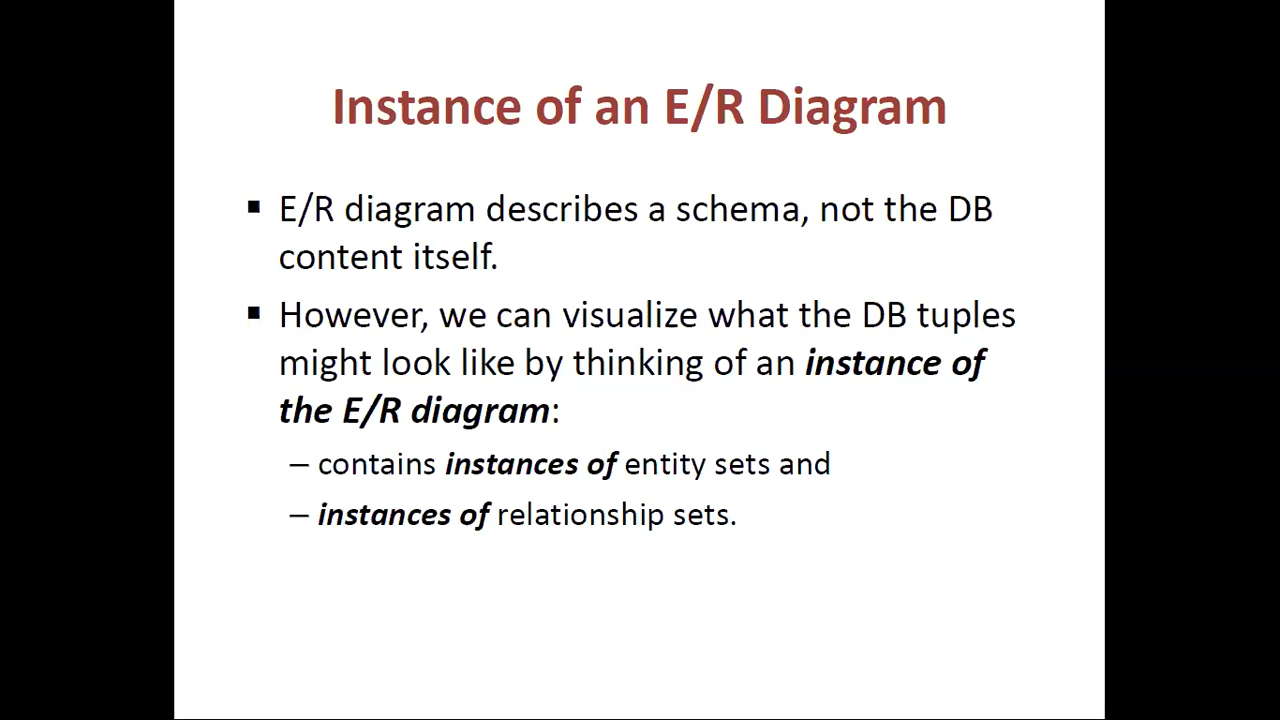 Instance of an E/R Diagram
▪ E/R diagram describes a schema, not the DB
content itself.
▪ However, we can visualize what the DB tuples
might look like by thinking of an instance of
the E/R diagram:
– contains instances of entity sets and
– instances of relationship sets.